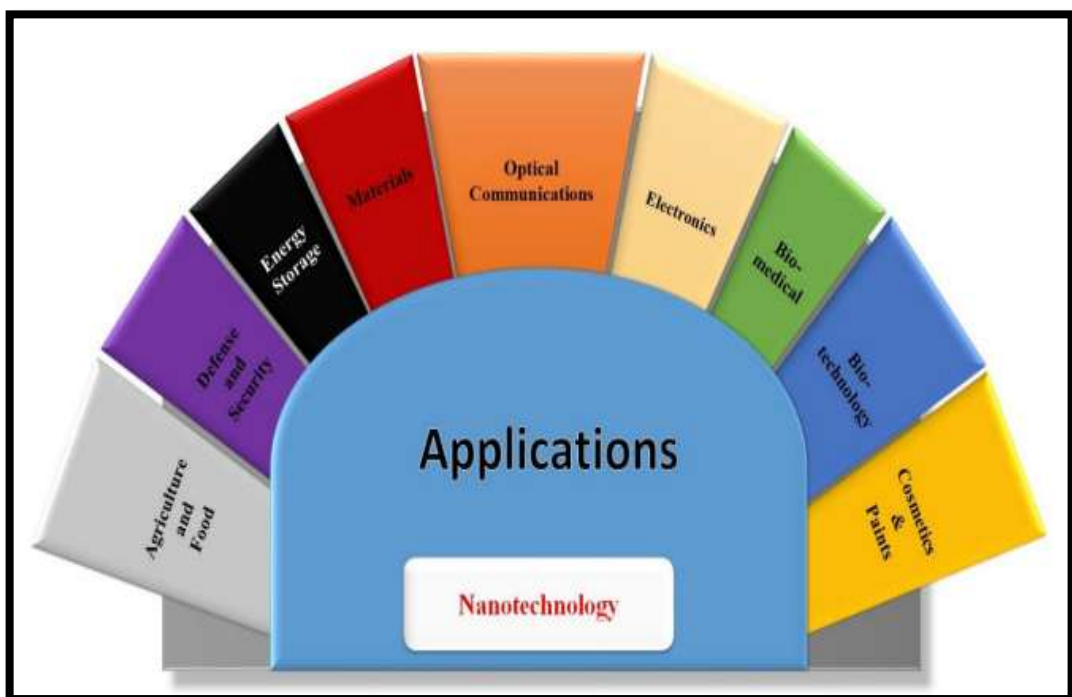 Agriculture
and
Food
Defense
and
Security
Energy
Storage
Materials
Optical
Communications
Electronics
Bio-
medical
Bio-
technology
Cosmetics
&
Paints
Applications
Nanotechnology